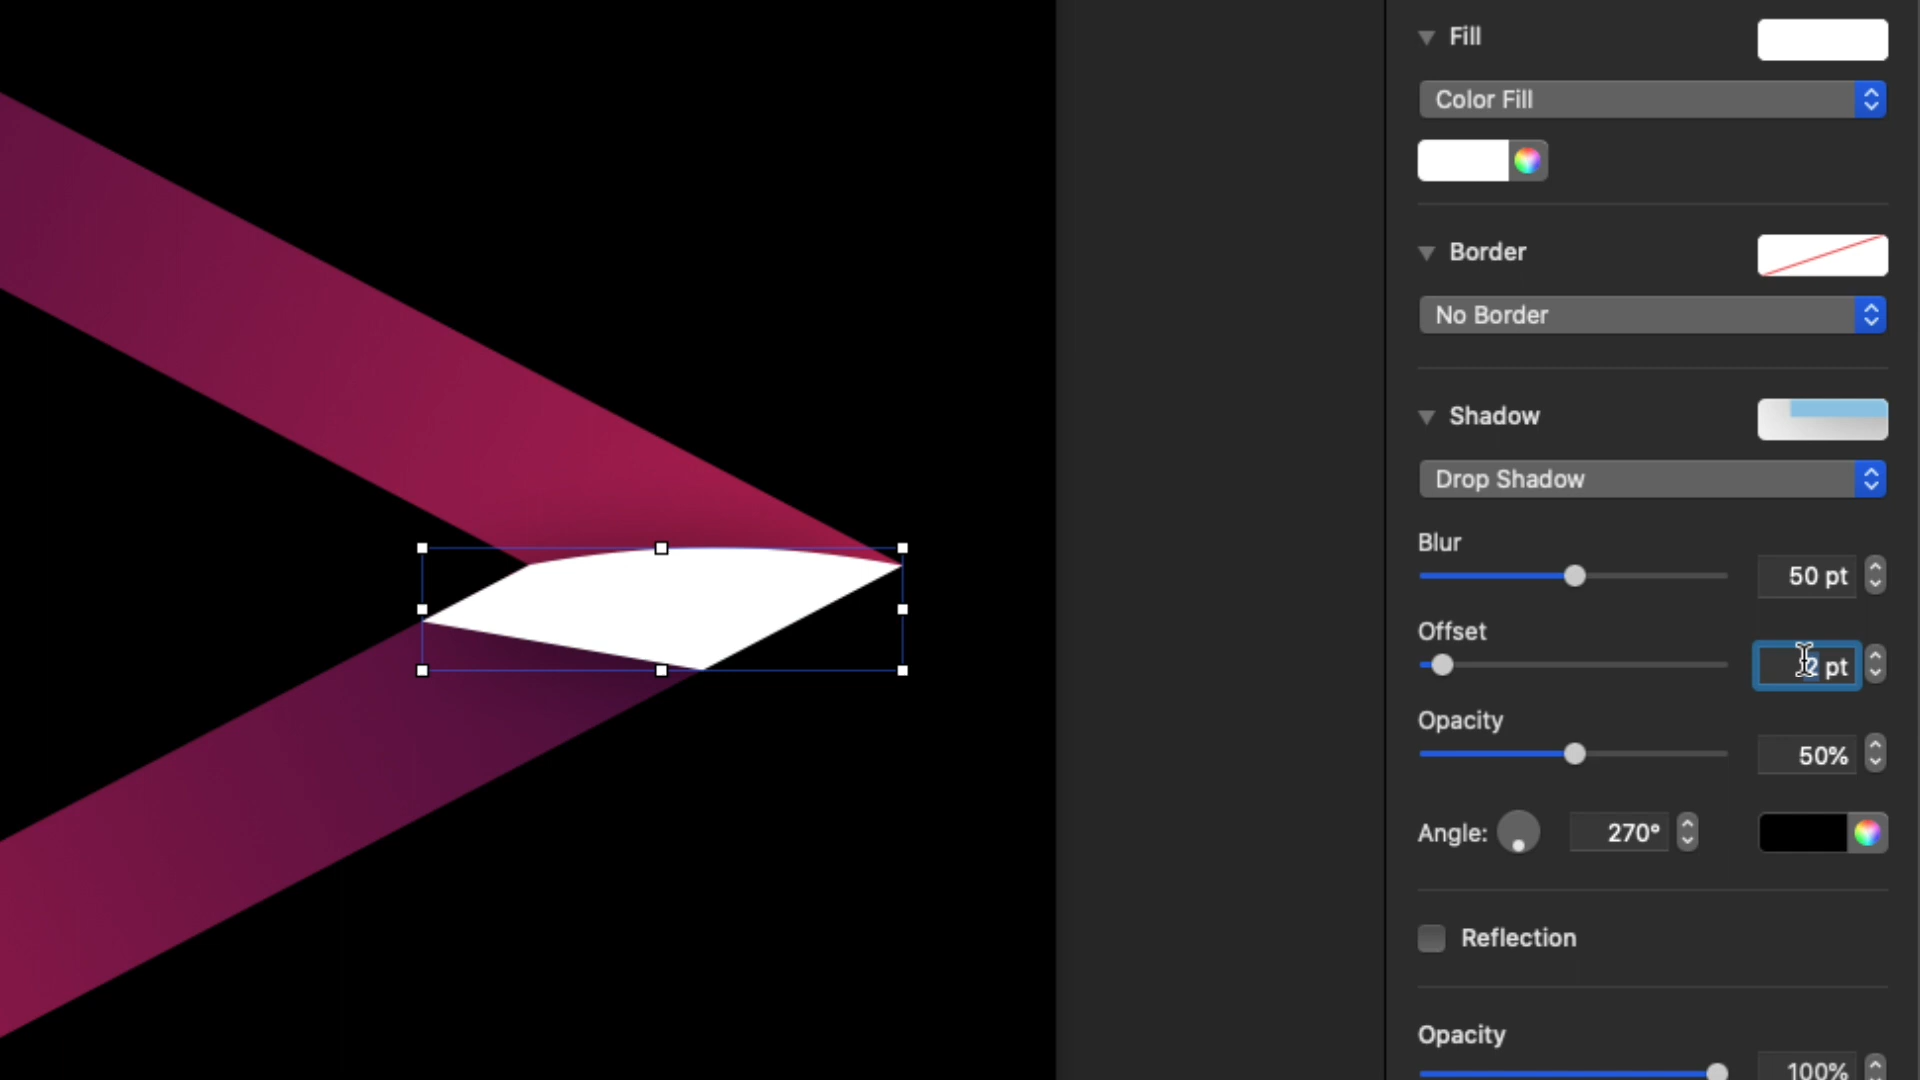 Fill
Color Fill
Border
No Border
Shadow
Drop Shadow
Blur
50 pt
Offset
2 pt
Opacity
50%
Angle: 270°
Reflection
Opacity
100%